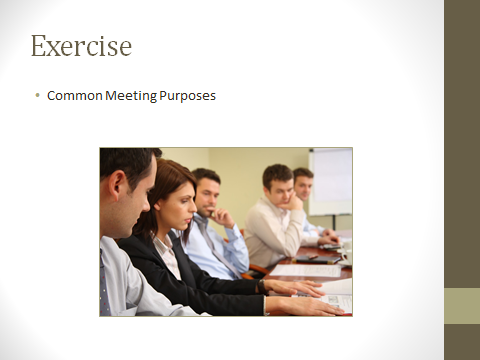 Exercise
• Common Meeting Purposes